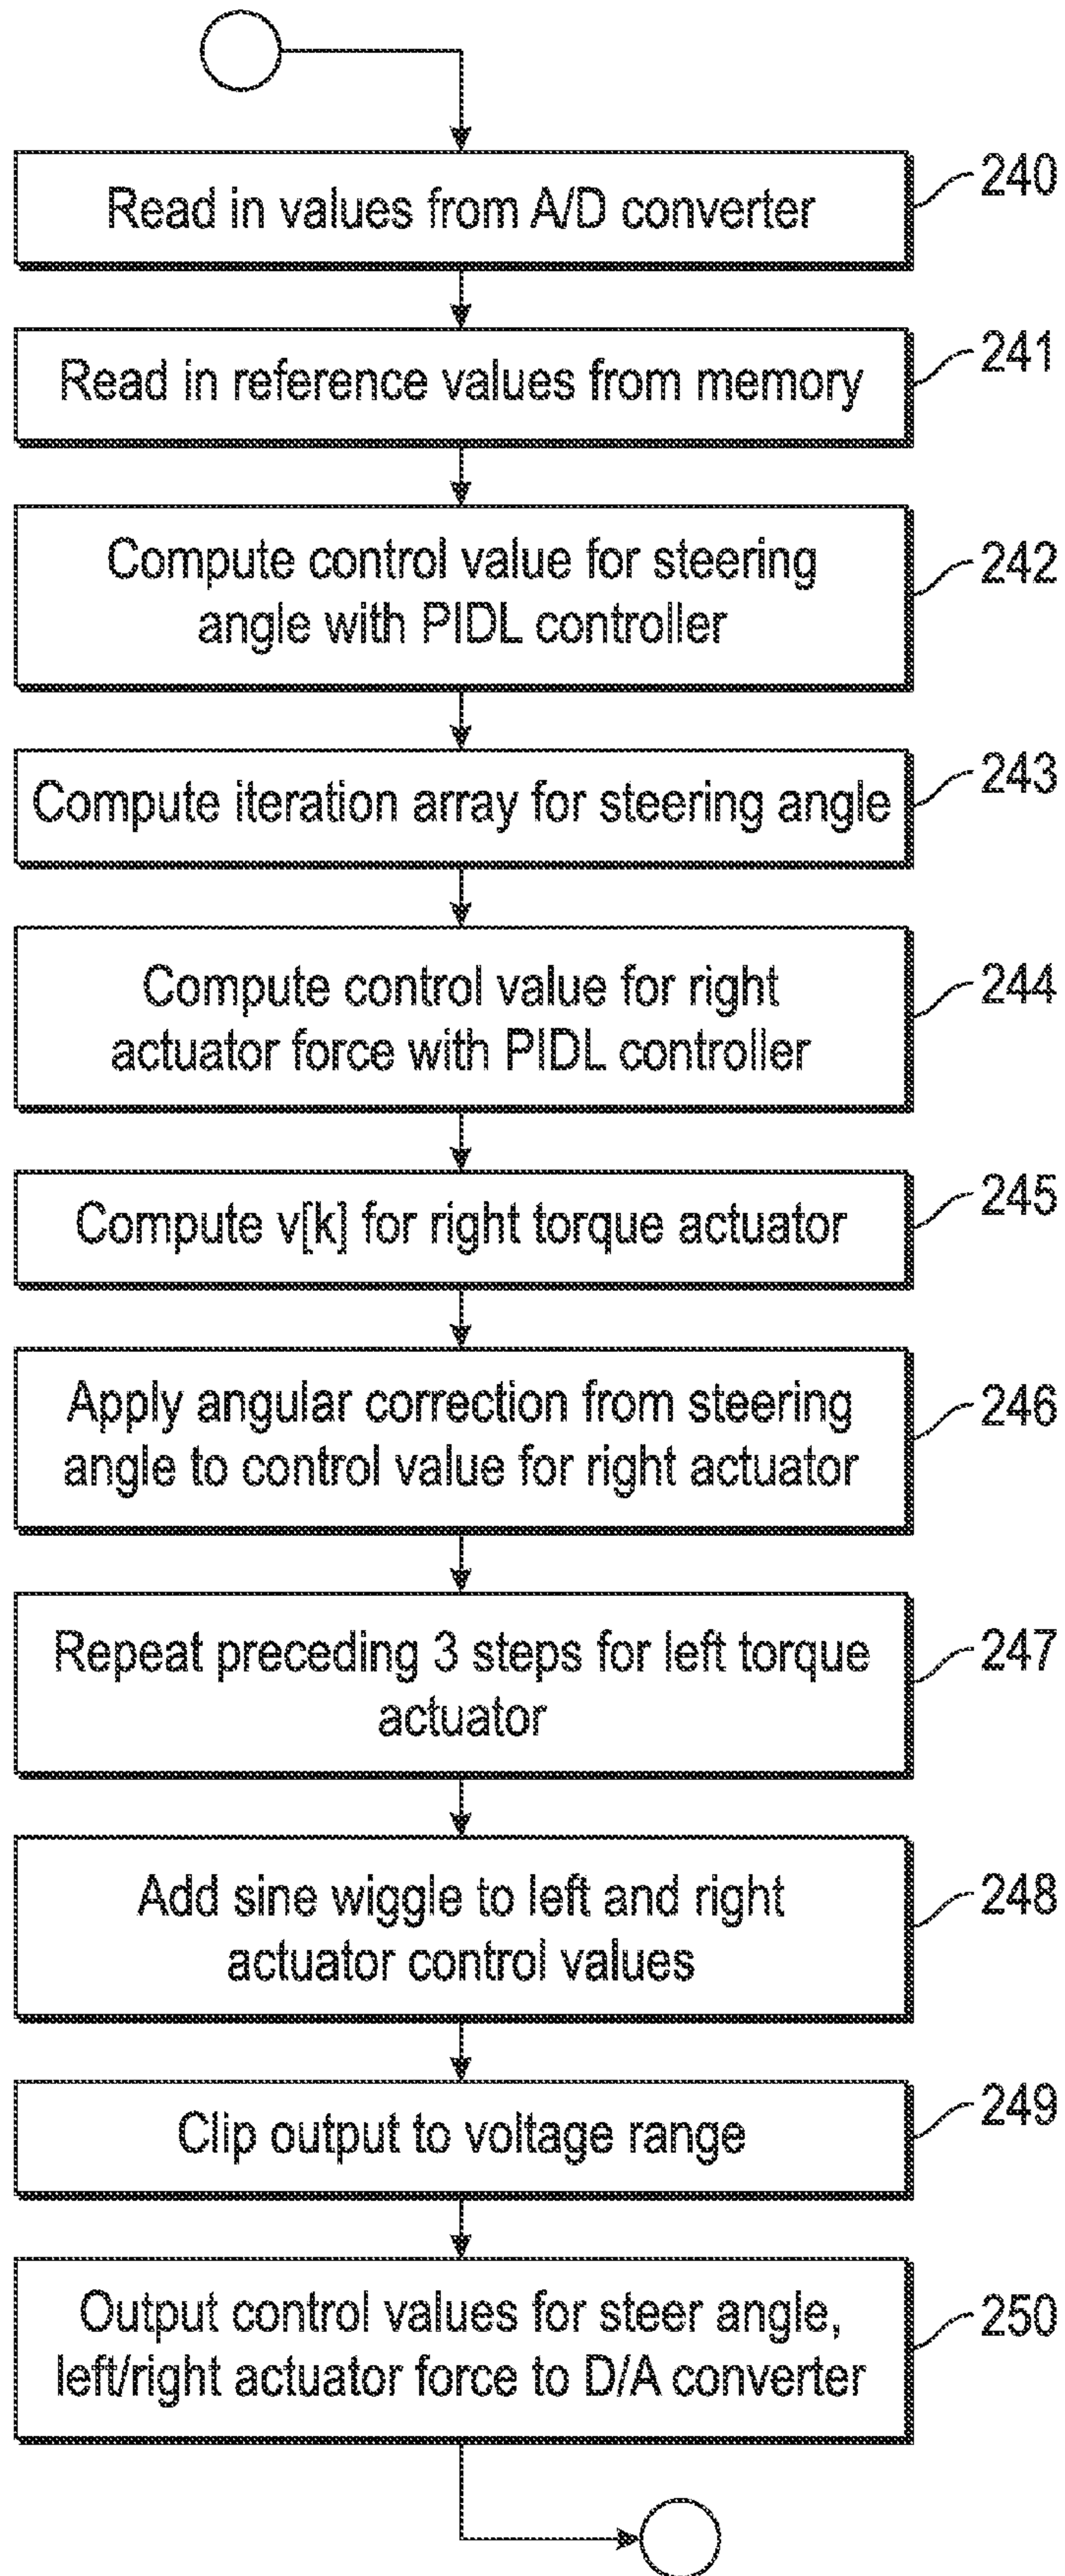 Read in values from A/D converter
240
Read in reference values from memory
241
Compute control value for steering
angle with PIDL controller
242
Compute iteration array for steering angle
243
Compute control value for right
actuator force with PIDL controller
244
Compute v[k] for right torque actuator
245
Apply angular correction from steering
angle to control value for right actuator
246
Repeat preceding 3 steps for left torque
actuator
247
Add sine wiggle to left and right
actuator control values
248
Clip output to voltage range
249
Output control values for steer angle,
left/right actuator force to D/A converter
250